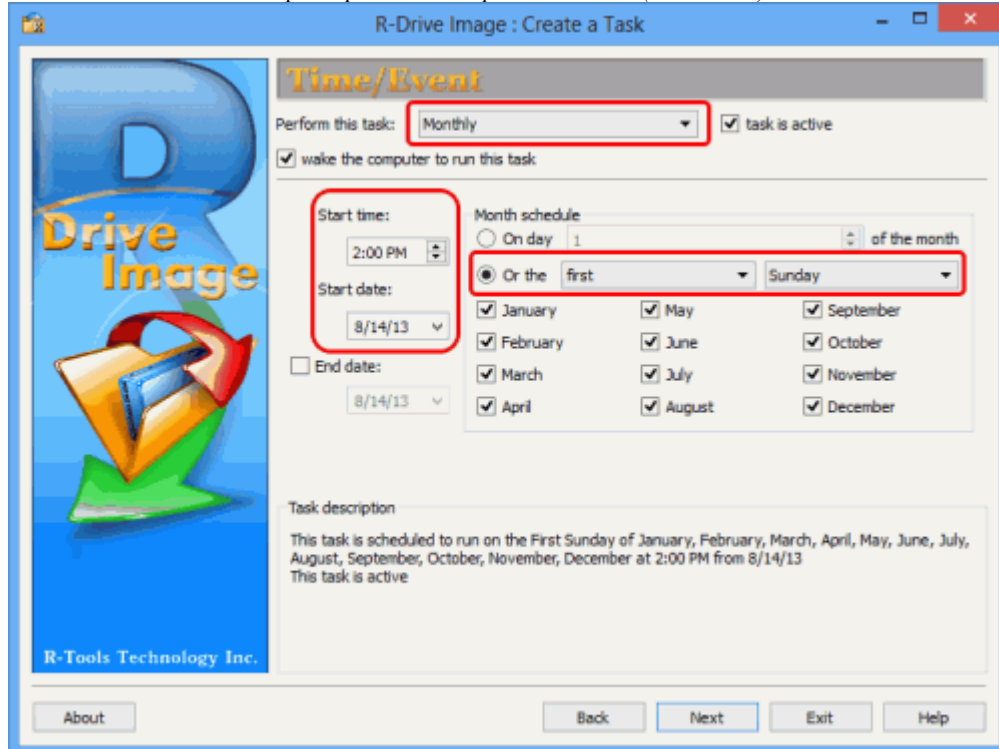 R-Drive Image : Create a Task
Time/Event
Perform this task: Monthly task is active
wake the computer to run this task
Start time:
2:00 PM
Start date:
8/14/13
End date:
8/14/13
Month schedule
On day 1 of the month
Or the first Sunday
January May September
February June October
March July November
April August December
R
Drive
Image
Task description
This task is scheduled to run on the First Sunday of January, February, March, April, May, June, July,
August, September, October, November, December at 2:00 PM from 8/14/13
This task is active
R-Tools Technology Inc.
About Back Next Exit Help